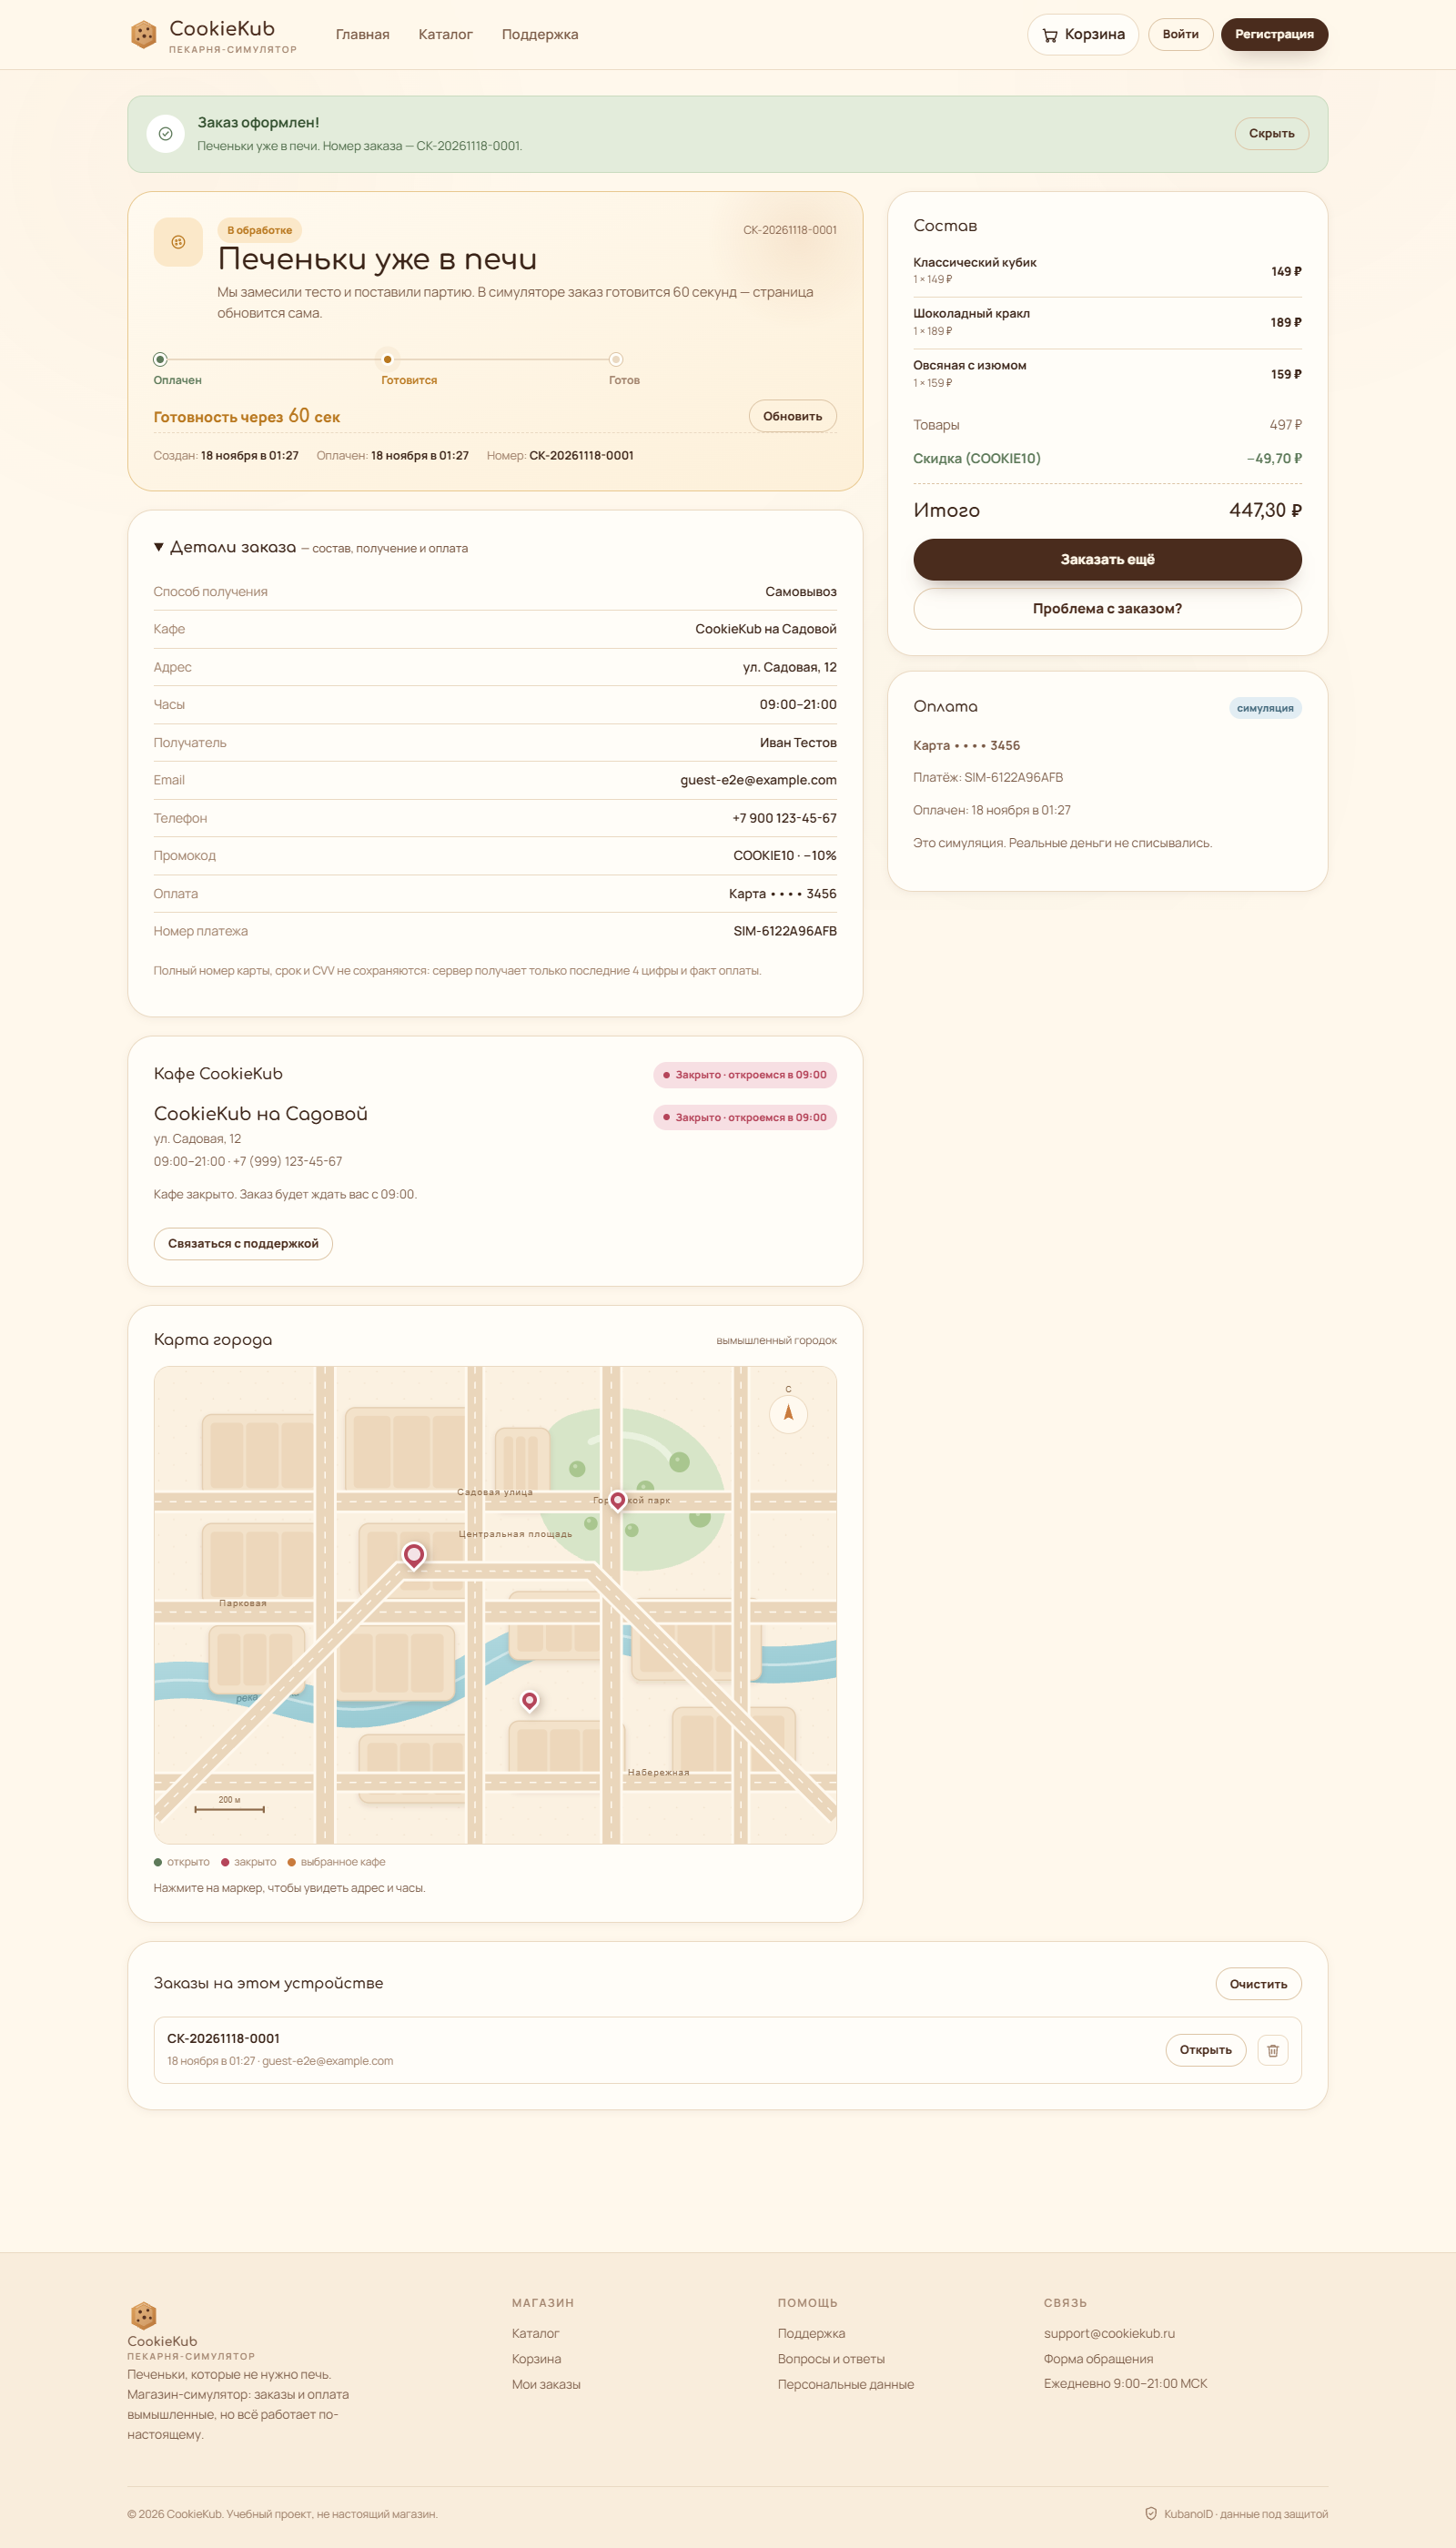 CookieKub
ПЕКАРНЯ-СИМУЛЯТОР
Главная
Каталог
Поддержка
Корзина
Войти
Регистрация
Заказ оформлен!
Печеньки уже в печи. Номер заказа — CK-20261118-0001.
Скрыть
В обработке
CK-20261118-0001
Печеньки уже в печи
Мы замесили тесто и поставили партию. В симуляторе заказ готовится 60 секунд — страница
обновится сама.
Оплачен
Готовится
Готов
Готовность через 60 сек
Обновить
Создан: 18 ноября в 01:27
Оплачен: 18 ноября в 01:27
Номер: CK-20261118-0001
Состав
Классический кубик
1 × 149 ₽
149 ₽
Шоколадный кракл
1 × 189 ₽
189 ₽
Овсяная с изюмом
1 × 159 ₽
159 ₽
Товары
497 ₽
Скидка (COOKIE10)
−49,70 ₽
Итого
447,30 ₽
Заказать ещё
Проблема с заказом?
Оплата
симуляция
Карта •••• 3456
Платёж: SIM-6122A96AFB
Оплачен: 18 ноября в 01:27
Это симуляция. Реальные деньги не списывались.
Детали заказа — состав, получение и оплата
Способ получения
Самовывоз
Кафе
CookieKub на Садовой
Адрес
ул. Садовая, 12
Часы
09:00–21:00
Получатель
Иван Тестов
Email
guest-e2e@example.com
Телефон
+7 900 123-45-67
Промокод
COOKIE10 · −10%
Оплата
Карта •••• 3456
Номер платежа
SIM-6122A96AFB
Полный номер карты, срок и CVV не сохраняются: сервер получает только последние 4 цифры и факт оплаты.
Кафе CookieKub
Закрыто · откроемся в 09:00
CookieKub на Садовой
Закрыто · откроемся в 09:00
ул. Садовая, 12
09:00–21:00 · +7 (999) 123-45-67
Кафе закрыто. Заказ будет ждать вас с 09:00.
Связаться с поддержкой
Карта города
вымышленный городок
С
Садовая улица
парк
Центральная площадь
Парковая
река
Набережная
200 м
открыто
закрыто
выбранное кафе
Нажмите на маркер, чтобы увидеть адрес и часы.
Заказы на этом устройстве
Очистить
CK-20261118-0001
18 ноября в 01:27 · guest-e2e@example.com
Открыть
CookieKub
ПЕКАРНЯ-СИМУЛЯТОР
Печеньки, которые не нужно печь.
Магазин-симулятор: заказы и оплата
вымышленные, но всё работает по-
настоящему.
МАГАЗИН
Каталог
Корзина
Мои заказы
ПОМОЩЬ
Поддержка
Вопросы и ответы
Персональные данные
СВЯЗЬ
support@cookiekub.ru
Форма обращения
Ежедневно 9:00–21:00 МСК
© 2026 CookieKub. Учебный проект, не настоящий магазин.
KubanoID · данные под защитой